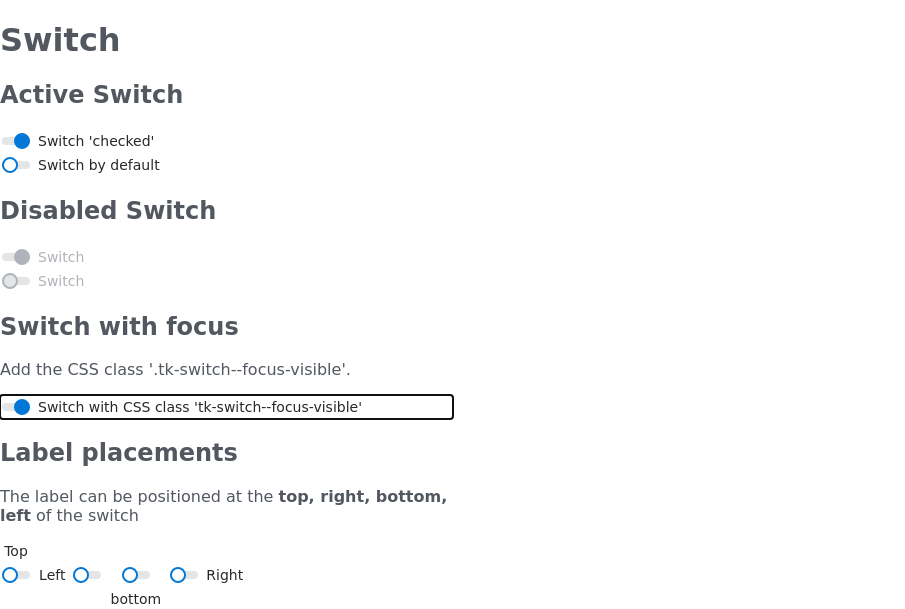 Switch
Active Switch
Switch 'checked'
Switch by default
Disabled Switch
Switch
Switch
Switch with focus
Add the CSS class '.tk-switch--focus-visible'.
Switch with CSS class 'tk-switch--focus-visible'
Label placements
The label can be positioned at the top, right, bottom,
left of the switch
Top
Left Right
bottom